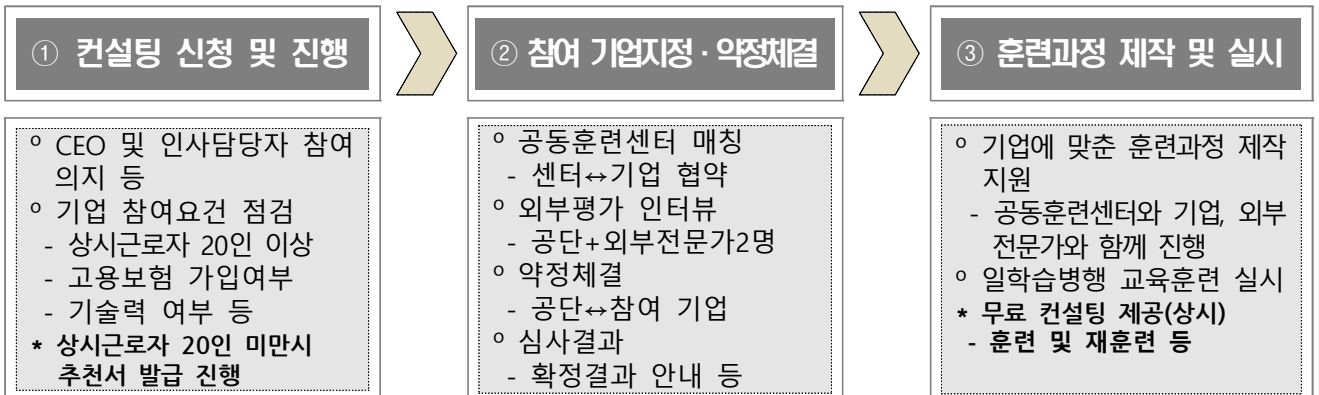 ① 컨설팅 신청 및 진행
º CEO 및 인사담당자 참여
의지 등
º 기업 참여요건 점검
- 상시근로자 20인 이상
- 고용보험 가입여부
- 기술력 여부 등
* 상시근로자 20인 미만시
추천서 발급 진행
② 참여 기업지정 · 약정체결
º 공동훈련센터 매칭
- 센터↔기업 협약
º 외부평가 인터뷰
- 공단+외부전문가2명
º 약정체결
- 공단↔참여 기업
º 심사결과
- 확정결과 안내 등
③ 훈련과정 제작 및 실시
º 기업에 맞춘 훈련과정 제작
지원
- 공동훈련센터와 기업, 외부
전문가와 함께 진행
º 일학습병행 교육훈련 실시
* 무료 컨설팅 제공(상시)
- 훈련 및 재훈련 등